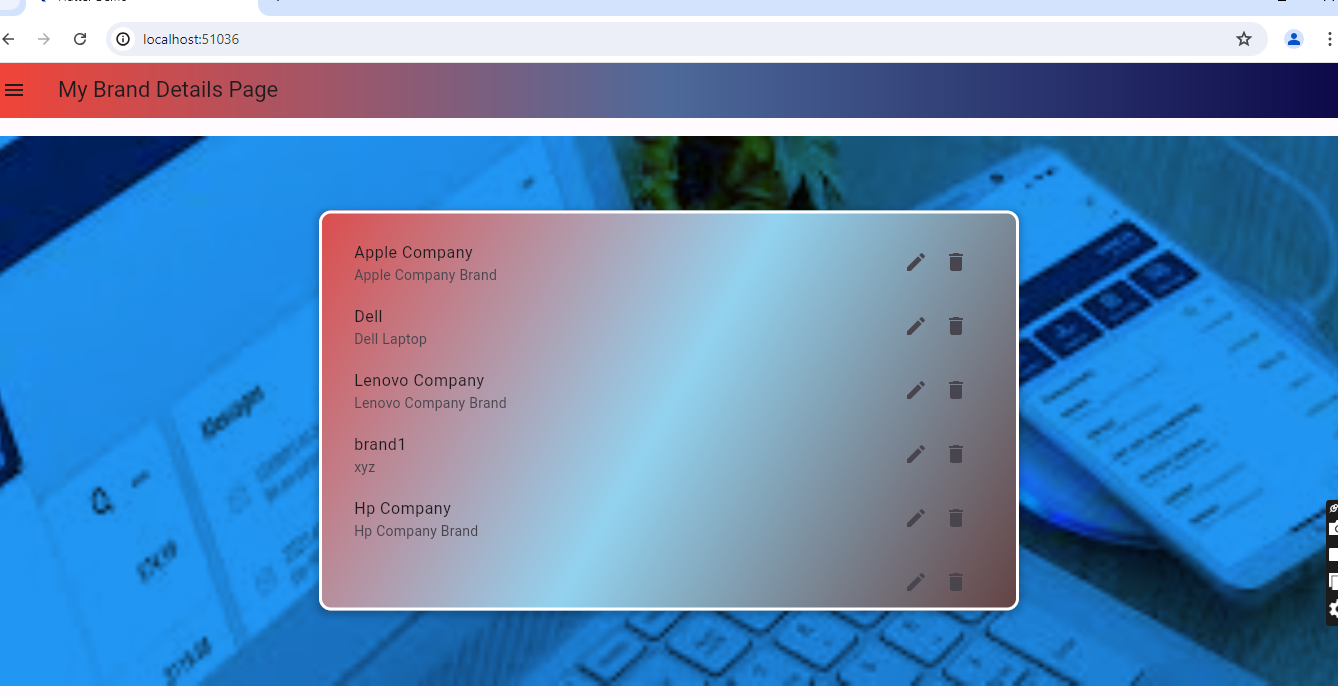 localhost:51036
My Brand Details Page
Apple Company
Apple Company Brand
Dell
Dell Laptop
Lenovo Company
Lenovo Company Brand
brand1
xyz
Hp Company
Hp Company Brand
Messages